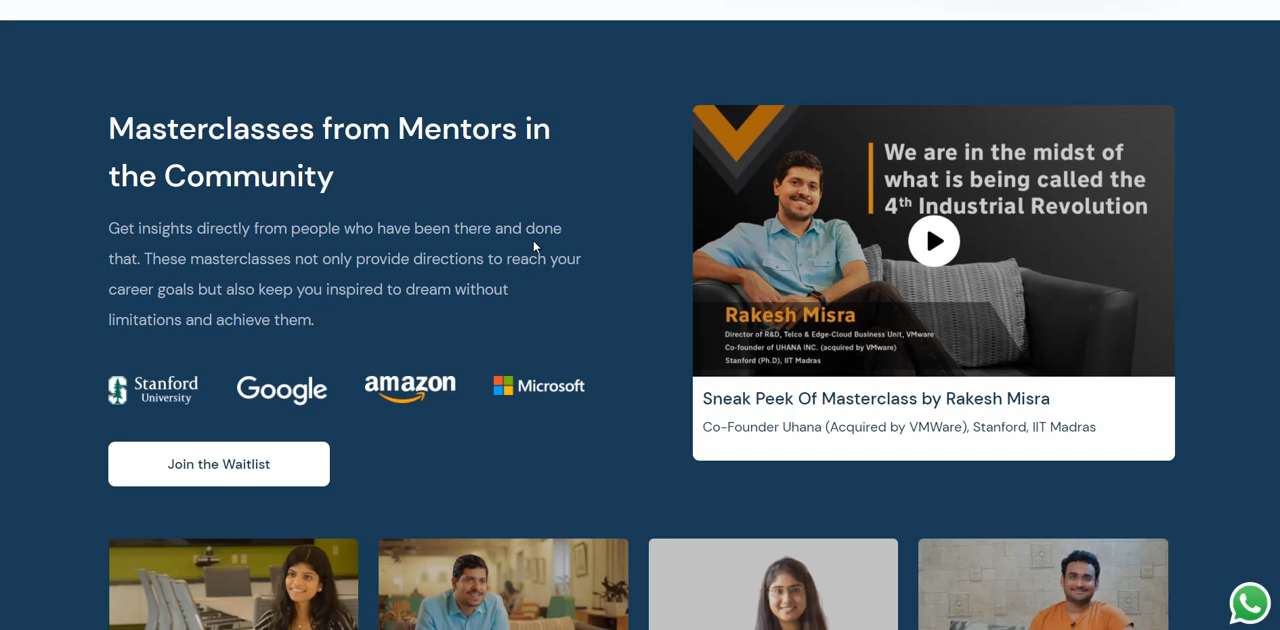 Masterclasses from Mentors in
the Community
Get insights directly from people who have been there and done
that. These masterclasses not only provide directions to reach your
career goals but also keep you inspired to dream without
limitations and achieve them.
Stanford
University
Google
amazon
Microsoft
Join the Waitlist
We are in the midst of
what is being called the
4th Industrial Revolution
Rakesh Misra
Director of R&D, Telco & Edge-Cloud Business Unit, VMware
Co-founder of UHANA INC. (acquired by VMware)
Stanford (Ph.D), IIT Madras
Sneak Peek Of Masterclass by Rakesh Misra
Co-Founder Uhana (Acquired by VMWare), Stanford, IIT Madras